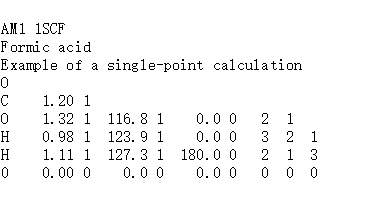 AM1 1SCF
Formic acid
Example of a single-point calculation
O
C 1.20 1
O 1.32 1 116.8 1 0.0 0 2 1
H 0.98 1 123.9 1 0.0 0 3 2 1
H 1.11 1 127.3 1 180.0 0 2 1 3
0 0.00 0 0.0 0 0.0 0 0 0 0